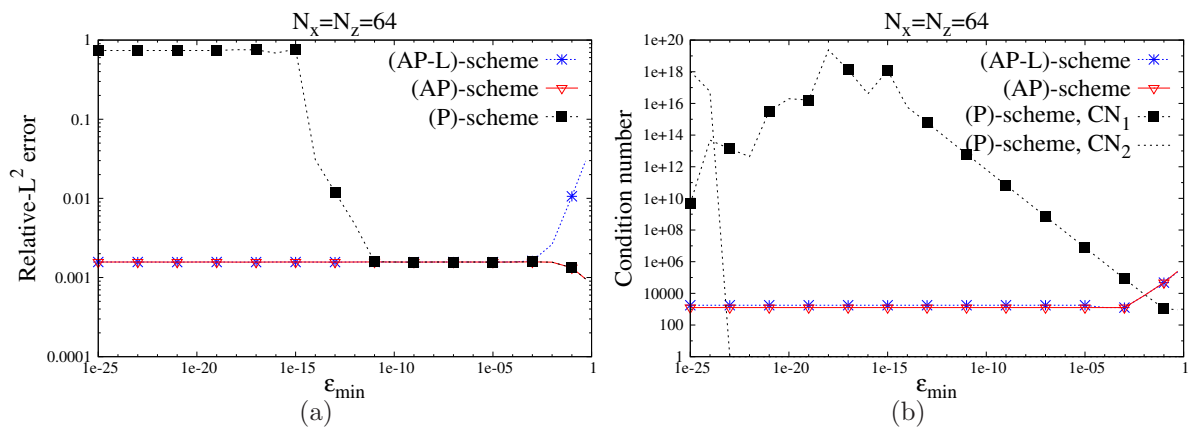 N_x=N_z=64
Relative-L^2 error
1
0.1
0.01
0.001
0.0001
(AP-L)-scheme
(AP)-scheme
(P)-scheme
1e-25
1e-20
1e-15
1e-10
1e-05
1
ε_min
(a)
N_x=N_z=64
Condition number
1e+20
1e+18
1e+16
1e+14
1e+12
1e+10
1e+08
1e+06
10000
100
1
(AP-L)-scheme
(AP)-scheme
(P)-scheme, CN_1
(P)-scheme, CN_2
1e-25
1e-20
1e-15
1e-10
1e-05
1
ε_min
(b)